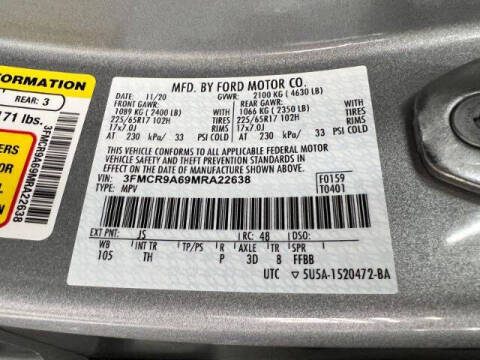 FORMATION
REAR: 3
171 lbs.
3FMCR9A69MRA22638
MFD. BY FORD MOTOR CO.
DATE: 11/20 GVWR: 2100 KG ( 4630 LB)
FRONT GAWR: REAR GAWR:
1089 KG ( 2400 LB) 1066 KG ( 2350 LB)
225/65R17 102H TIRES 225/65R17 102H TIRES
17x7.0J RIMS 17x7.0J RIMS
AT 230 kPa/ 33 PSI COLD AT 230 kPa/ 33 PSI COLD
THIS VEHICLE CONFORMS TO ALL APPLICABLE FEDERAL MOTOR
VEHICLE SAFETY, BUMPER, AND THEFT PREVENTION STANDARDS IN
EFFECT ON THE DATE OF MANUFACTURE SHOWN ABOVE.
VIN: 3FMCR9A69MRA22638 F0159
TYPE: MPV T0401
EXT PNT: JS RC: 48 DSO:
WB INT TR TP/PS R AXLE TR SPR
105 TH P 3D 8 FFBB
UTC 5U5A-1520472-BA